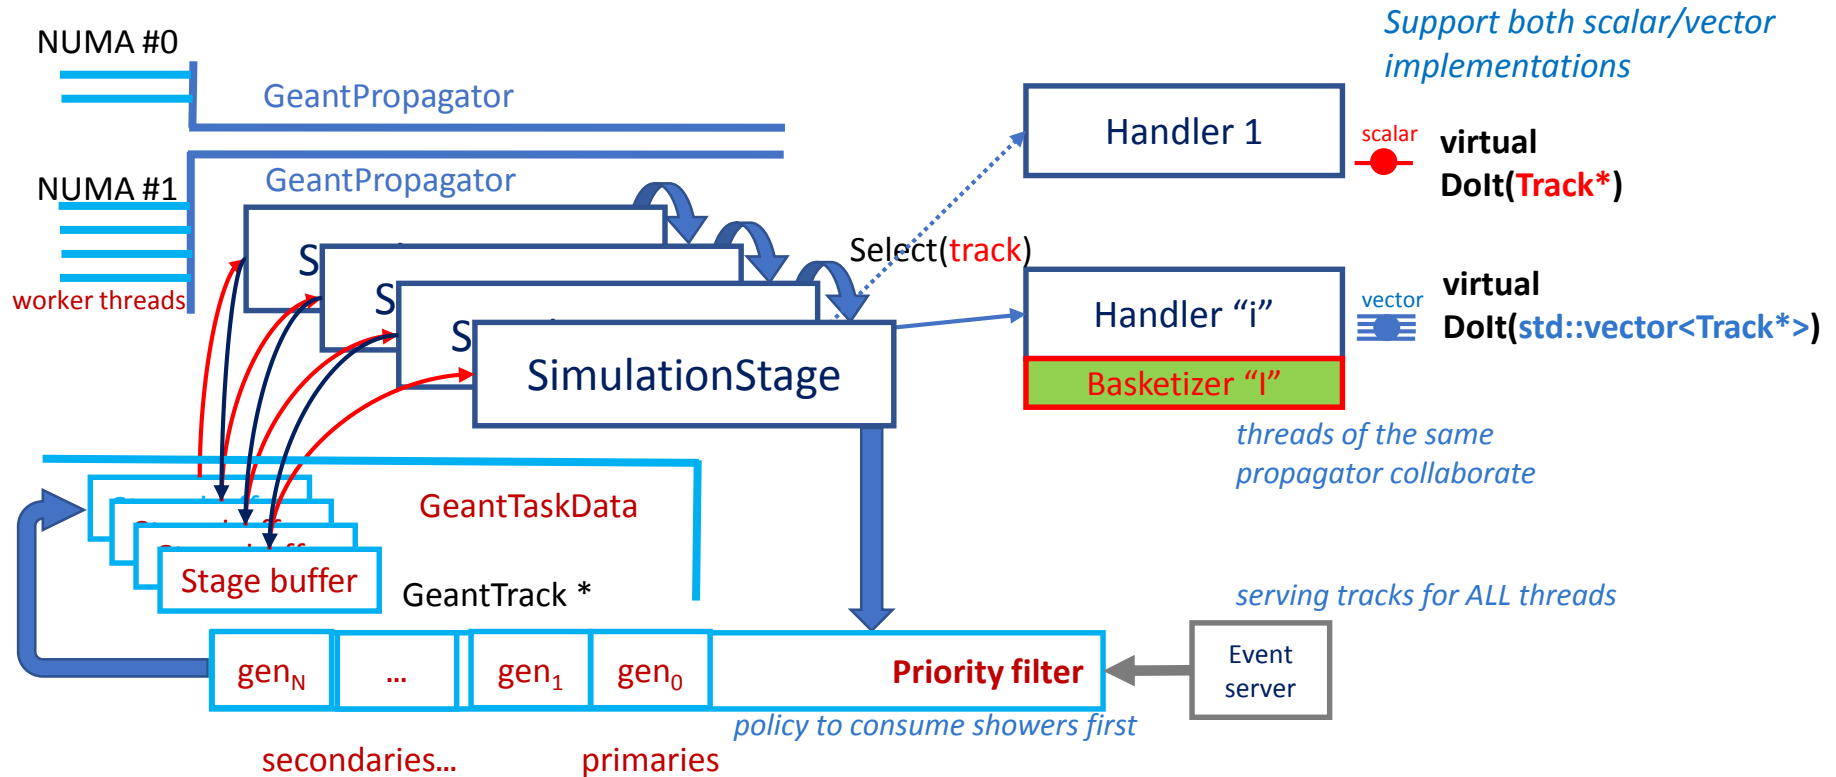 Support both scalar/vector
implementations
NUMA #0
GeantPropagator
NUMA #1
GeantPropagator
worker threads
Handler 1
scalar
virtual
DoIt(Track*)
Select(track)
Handler “i”
vector
virtual
DoIt(std::vector<Track*>)
Basketizer “I”
S
S
S
SimulationStage
threads of the same
propagator collaborate
GeantTaskData
Stage buffer
GeantTrack *
serving tracks for ALL threads
genN
...
gen1
gen0
Priority filter
Event
server
policy to consume showers first
secondaries…
primaries